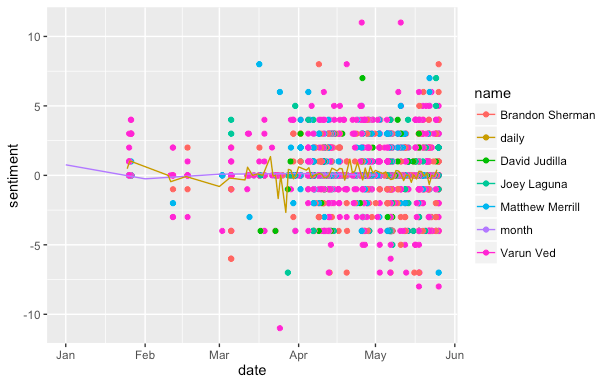 10
5
0
-5
-10
sentiment
Jan Feb Mar Apr May Jun
date
name
Brandon Sherman
daily
David Judilla
Joey Laguna
Matthew Merrill
month
Varun Ved